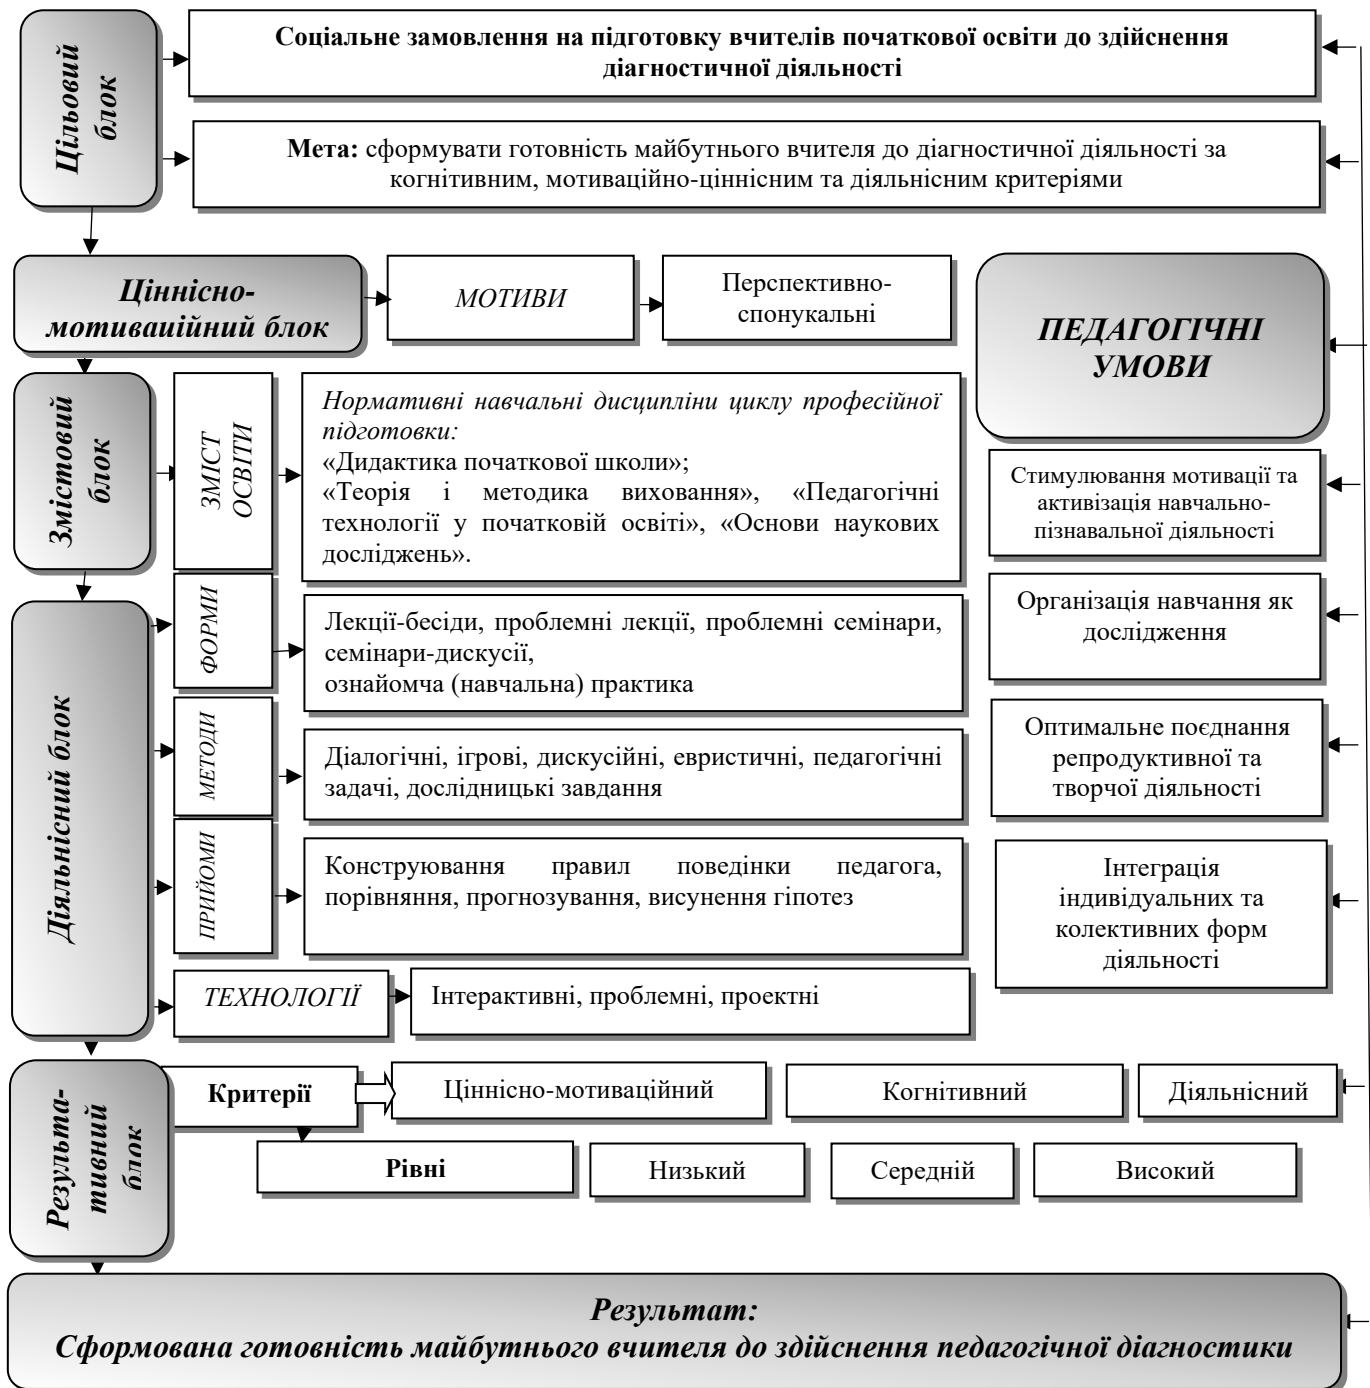 Цільовий
блок
Соціальне замовлення на підготовку вчителів початкової освіти до здійснення
діагностичної діяльності
Мета: сформувати готовність майбутнього вчителя до діагностичної діяльності за
когнітивним, мотиваційно-ціннісним та діяльнісним критеріями
Ціннісно-
мотиваційний блок
МОТИВИ
Перспективно-
спонукальні
ПЕДАГОГІЧНІ
УМОВИ
Змістовий
блок
ЗМІСТ
ОСВІТИ
Нормативні навчальні дисципліни циклу професійної
підготовки:
«Дидактика початкової школи»;
«Теорія і методика виховання», «Педагогічні
технології у початковій освіті», «Основи наукових
досліджень».
Стимулювання мотивації та
активізація навчально-
пізнавальної діяльності
Організація навчання як
дослідження
Оптимальне поєднання
репродуктивної та
творчої діяльності
Інтеграція
індивідуальних та
колективних форм
діяльності
Діяльнісний блок
ФОРМИ
Лекції-бесіди, проблемні лекції, проблемні семінари,
семінари-дискусії,
ознайомча (навчальна) практика
МЕТОДИ
Діалогічні, ігрові, дискусійні, евристичні, педагогічні
задачі, дослідницькі завдання
ПРИЙОМИ
Конструювання правил поведінки педагога,
порівняння, прогнозування, висунення гіпотез
ТЕХНОЛОГІЇ
Інтерактивні, проблемні, проектні
Результа-
тивний
блок
Критерії
Ціннісно-мотиваційний
Когнітивний
Діяльнісний
Рівні
Низький
Середній
Високий
Результат:
Сформована готовність майбутнього вчителя до здійснення педагогічної діагностики